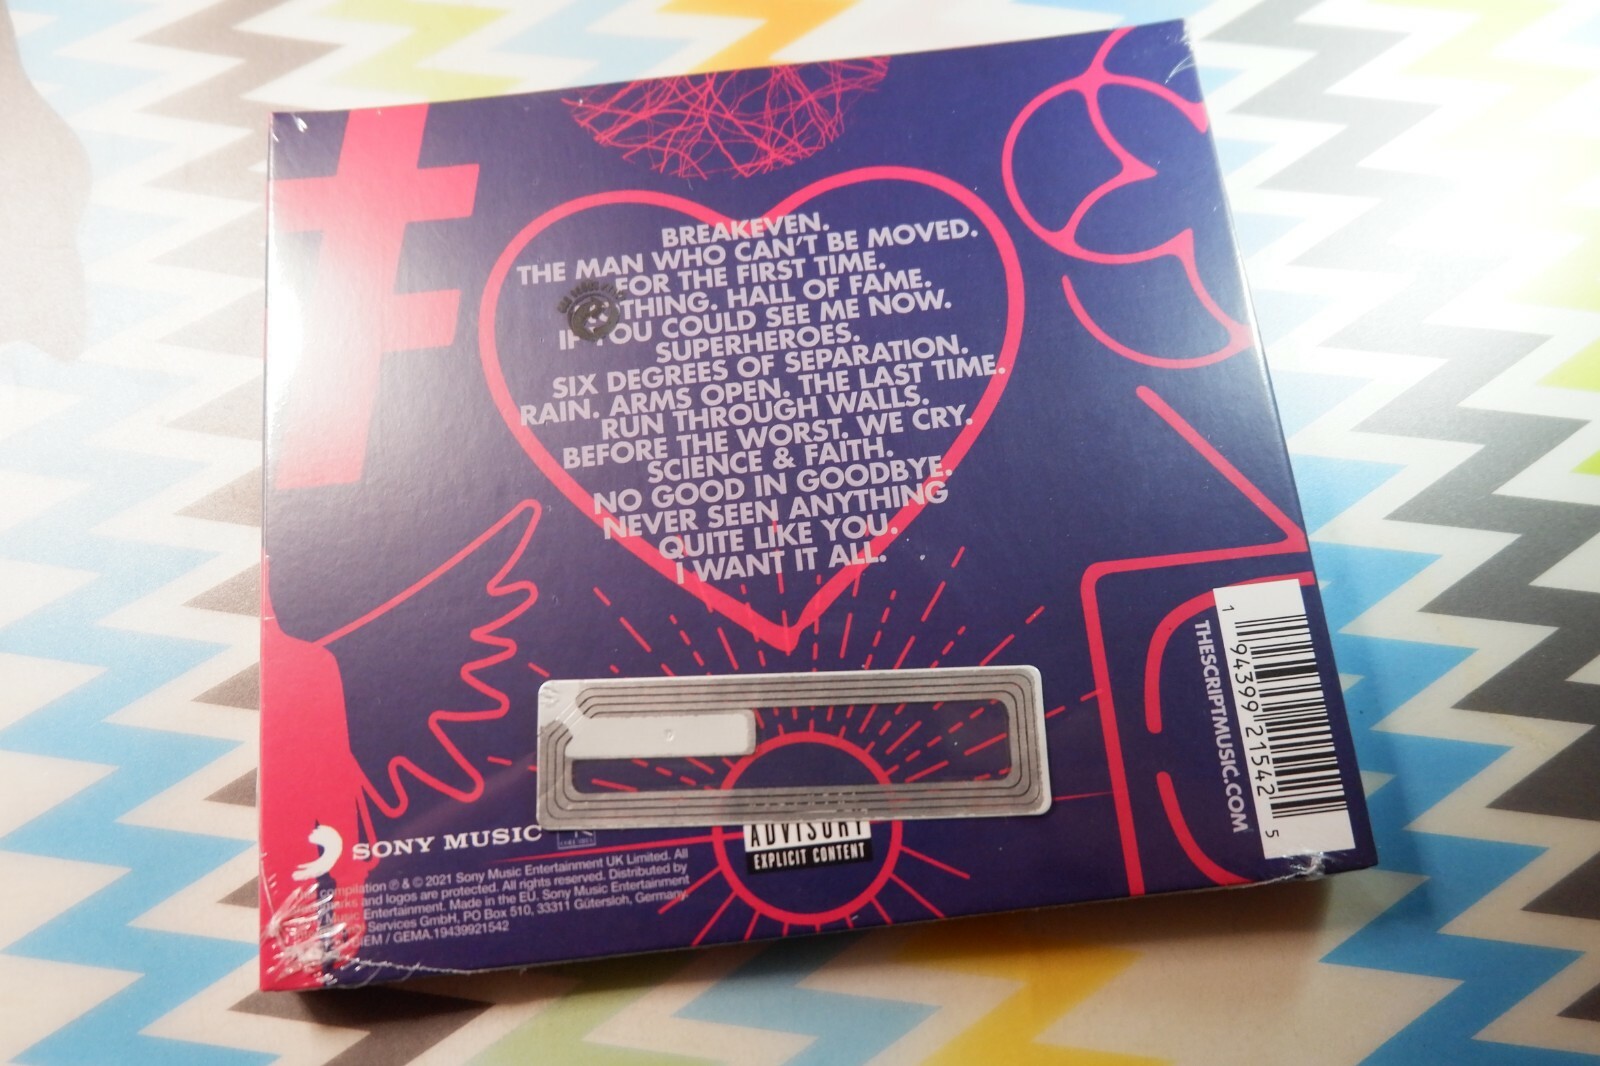 BREAKEVEN.
THE MAN WHO CAN'T BE MOVED.
FOR THE FIRST TIME.
THING. HALL OF FAME.
IF YOU COULD SEE ME NOW.
SUPERHEROES.
SIX DEGREES OF SEPARATION.
RAIN. ARMS OPEN. THE LAST TIME.
RUN THROUGH WALLS.
BEFORE THE WORST. WE CRY.
SCIENCE & FAITH.
NO GOOD IN GOODBYE.
NEVER SEEN ANYTHING
QUITE LIKE YOU.
I WANT IT ALL.
SONY MUSIC
compilation ℗ & © 2021 Sony Music Entertainment UK Limited. All
and logos are protected. All rights reserved. Distributed by
Music Entertainment. Made in the EU. Sony Music Entertainment
Services GmbH, PO Box 510, 33311 Gütersloh, Germany.
BIEM / GEMA.19439921542
ADVISORY
EXPLICIT CONTENT
THESCRIPTMUSIC.COM
1 94399 21542 5